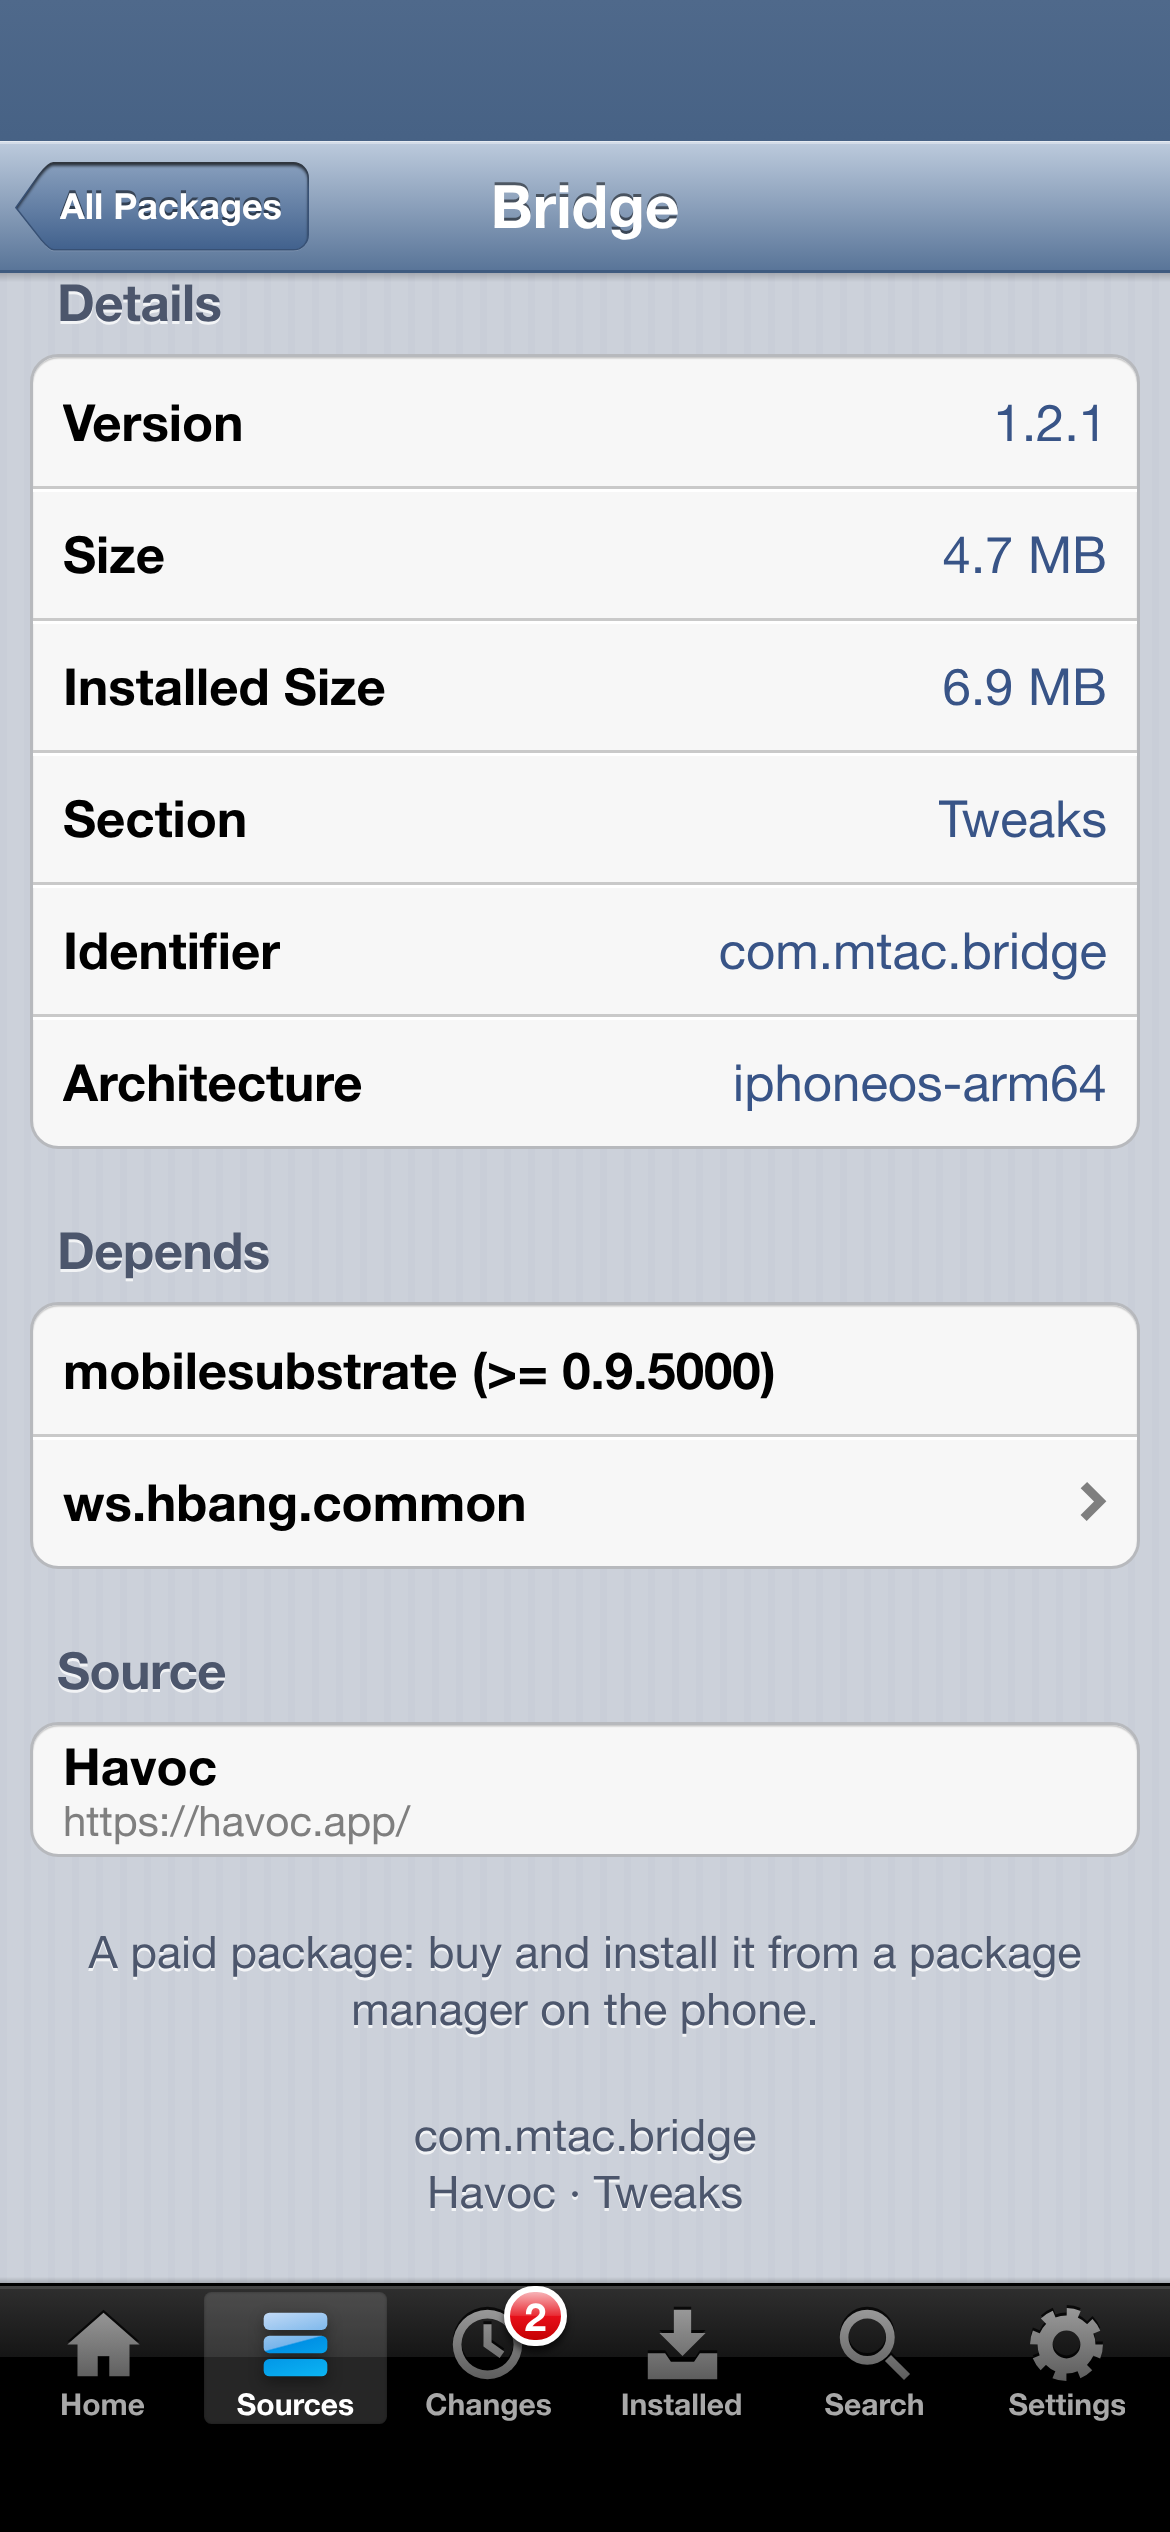 All Packages
Bridge
Details
Version 1.2.1
Size 4.7 MB
Installed Size 6.9 MB
Section Tweaks
Identifier com.mtac.bridge
Architecture iphoneos-arm64
Depends
mobilesubstrate (>= 0.9.5000)
ws.hbang.common
Source
Havoc
https://havoc.app/
A paid package: buy and install it from a package
manager on the phone.
com.mtac.bridge
Havoc · Tweaks
2
Home Sources Changes Installed Search Settings